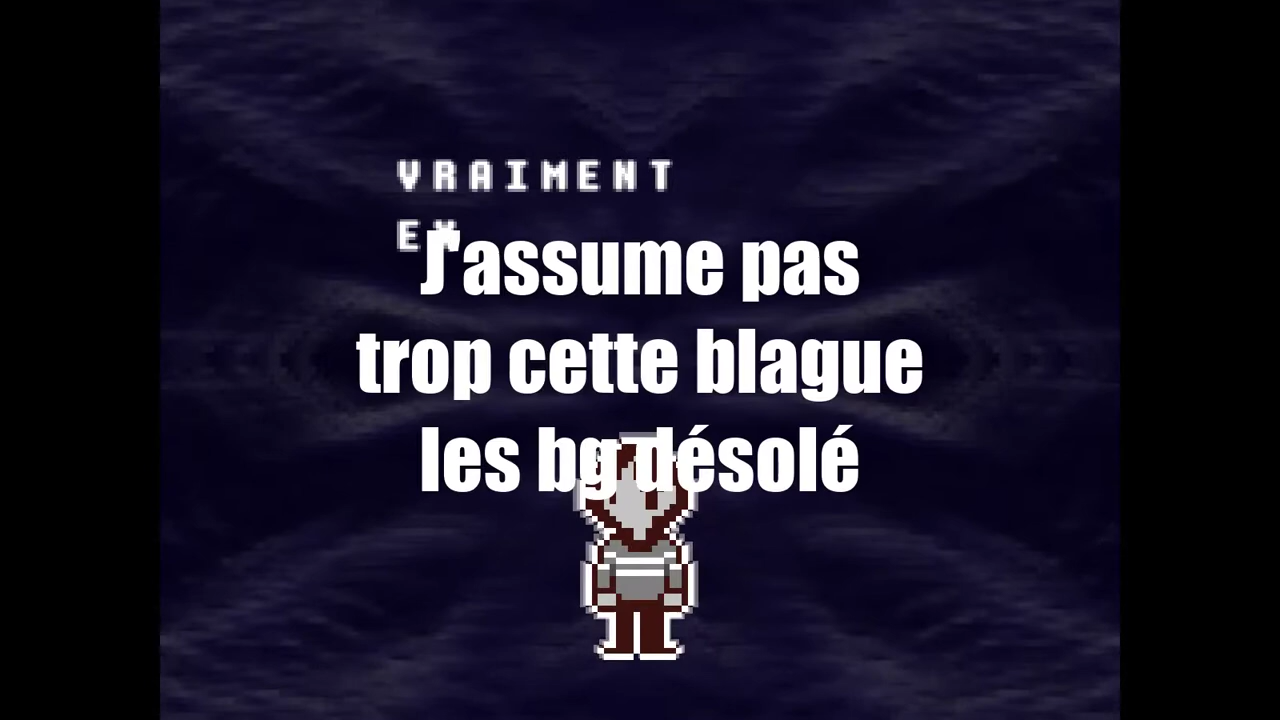 VRAIMENT
J'assume pas
trop cette blague
les bg désolé